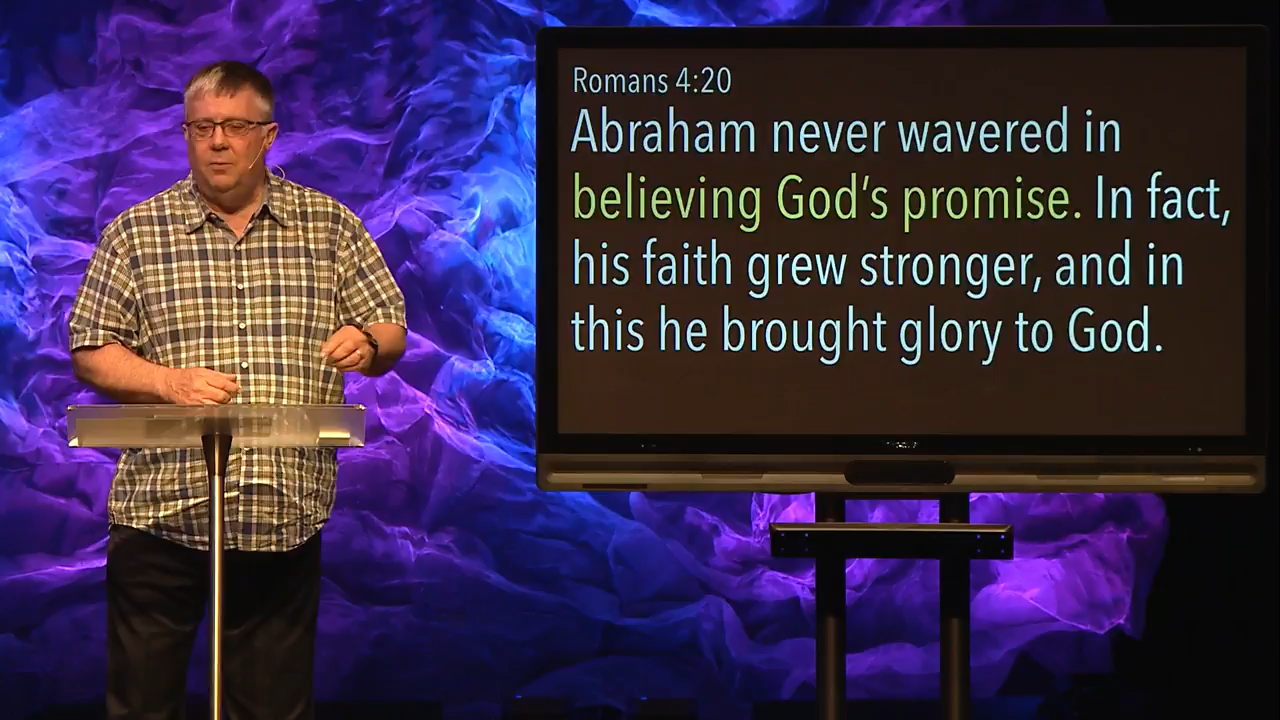 Romans 4:20
Abraham never wavered in
believing God’s promise. In fact,
his faith grew stronger, and in
this he brought glory to God.